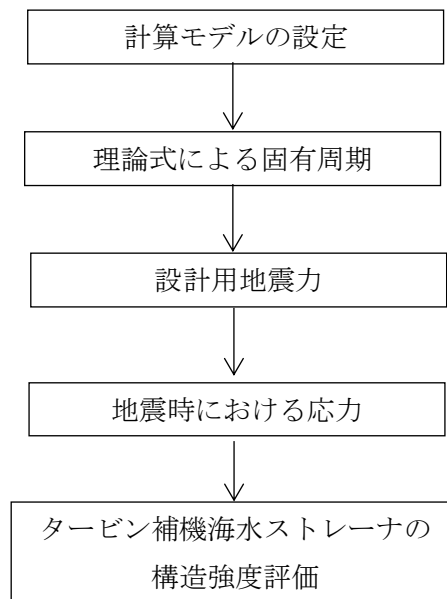 計算モデルの設定
理論式による固有周期
設計用地震力
地震時における応力
タービン補機海水ストレーナの
構造強度評価